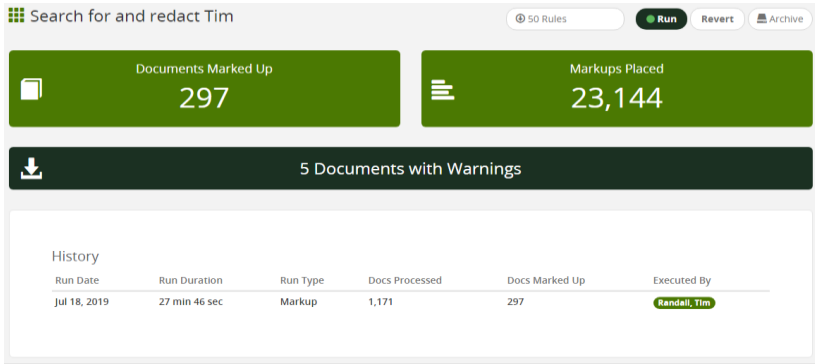 Search for and redact Tim
50 Rules
Run
Revert
Archive
Documents Marked Up
297
Markups Placed
23,144
5 Documents with Warnings
History
Run Date Run Duration Run Type Docs Processed Docs Marked Up Executed By
Jul 18, 2019 27 min 46 sec Markup 1,171 297 Randall, Tim